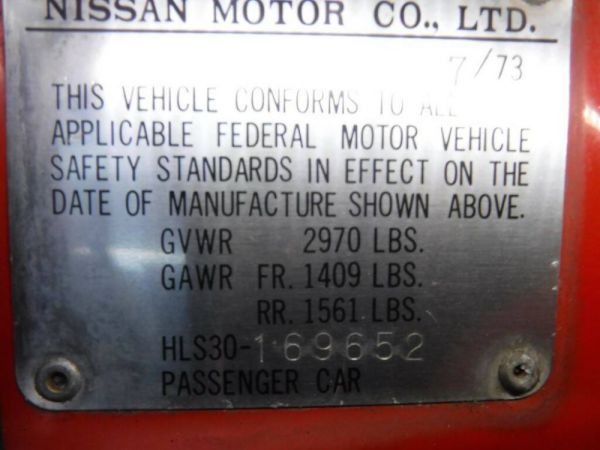 NISSAN MOTOR CO., LTD.
7/73
THIS VEHICLE CONFORMS TO ALL
APPLICABLE FEDERAL MOTOR VEHICLE
SAFETY STANDARDS IN EFFECT ON THE
DATE OF MANUFACTURE SHOWN ABOVE.
GVWR 2970 LBS.
GAWR FR. 1409 LBS.
RR. 1561 LBS.
HLS30-169652
PASSENGER CAR